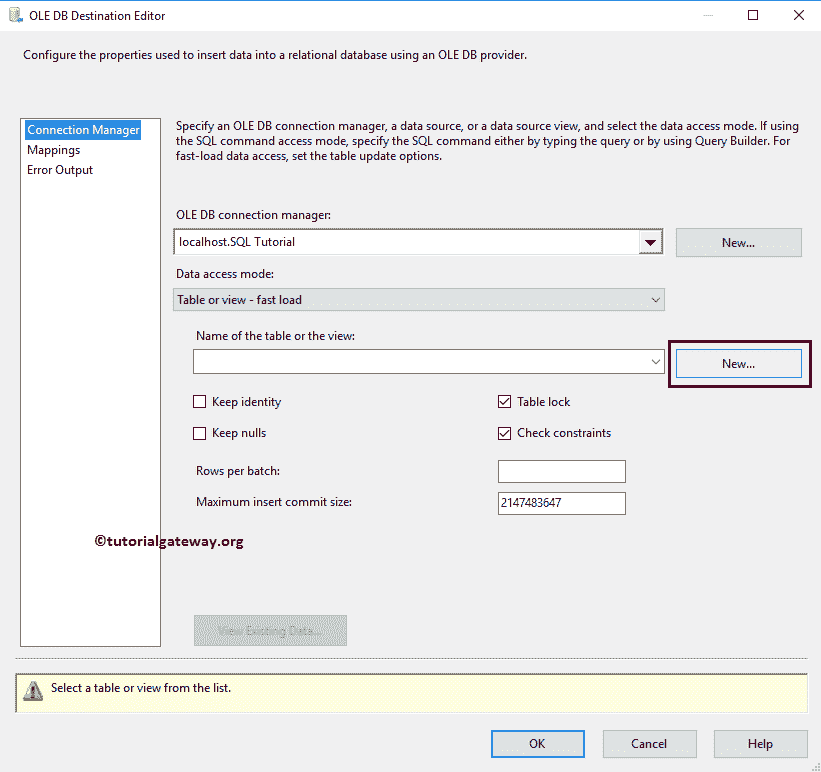 OLE DB Destination Editor
Configure the properties used to insert data into a relational database using an OLE DB provider.
Connection Manager
Mappings
Error Output
Specify an OLE DB connection manager, a data source, or a data source view, and select the data access mode. If using
the SQL command access mode, specify the SQL command either by typing the query or by using Query Builder. For
fast-load data access, set the table update options.
OLE DB connection manager:
localhost.SQL Tutorial
New...
Data access mode:
Table or view - fast load
Name of the table or the view:
New...
Keep identity
Table lock
Keep nulls
Check constraints
Rows per batch:
Maximum insert commit size:
2147483647
©tutorialgateway.org
View Existing Data...
Select a table or view from the list.
OK
Cancel
Help